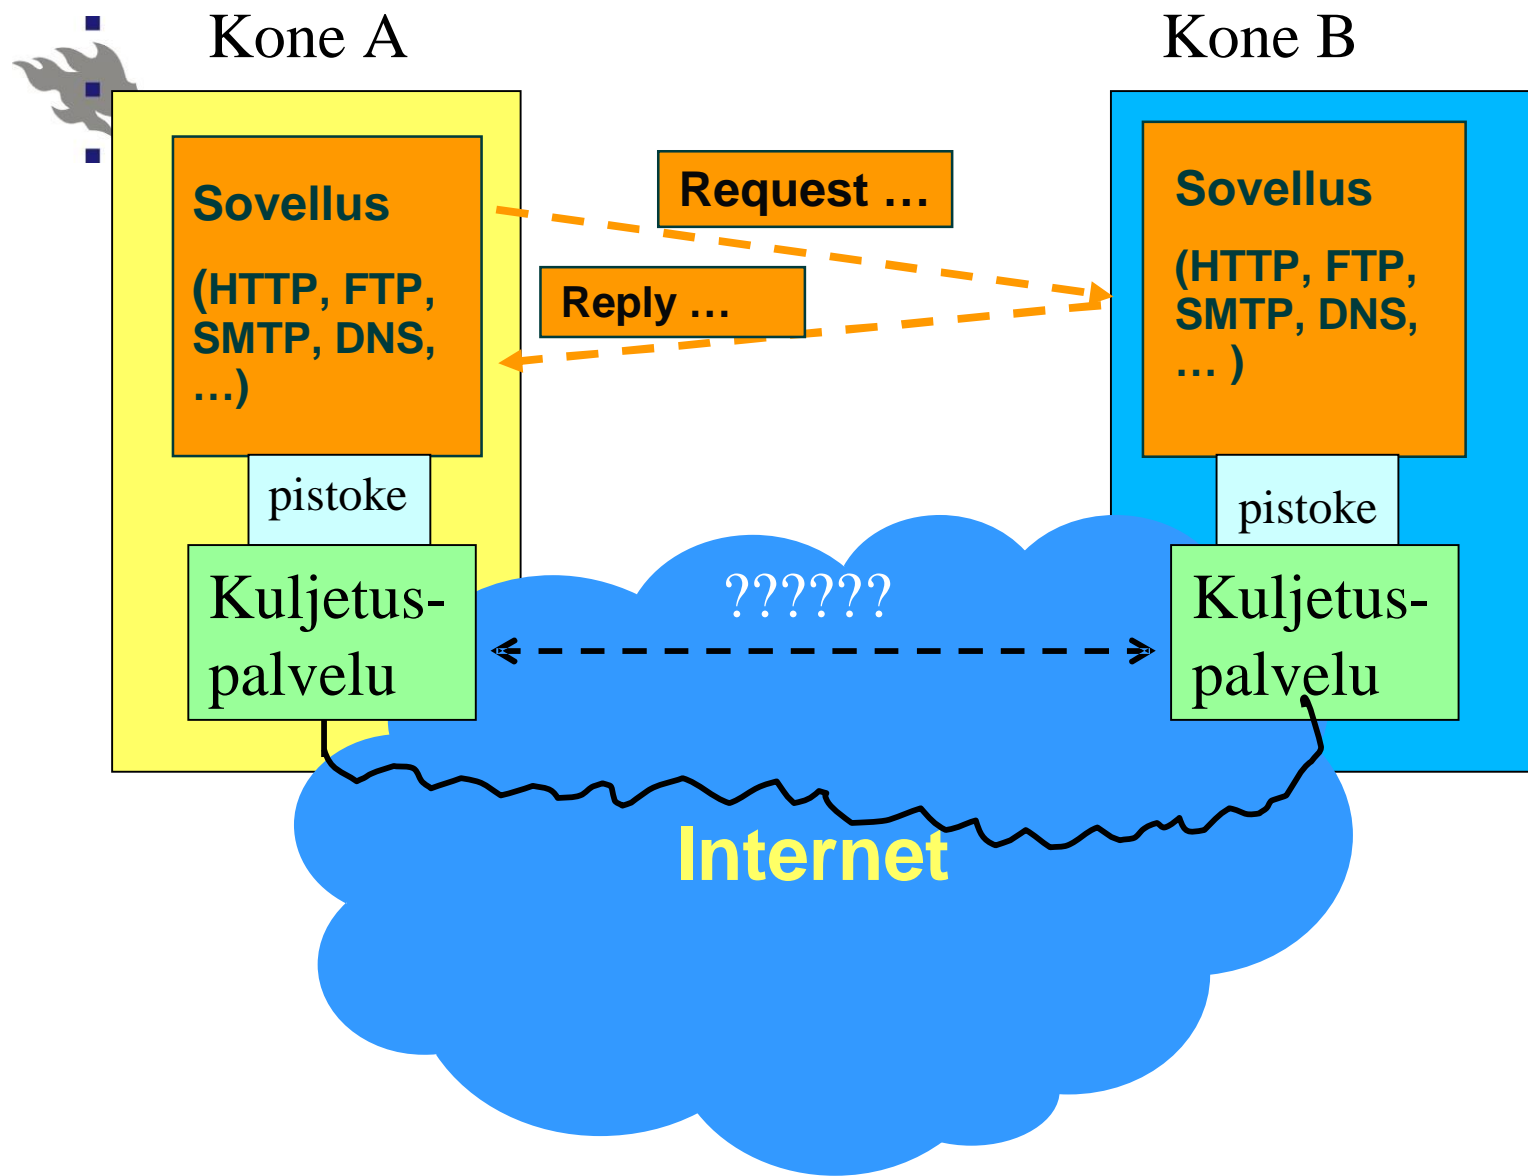 Kone A
Kone B
Sovellus
(HTTP, FTP,
SMTP, DNS,
…)
Request …
Reply …
Sovellus
(HTTP, FTP,
SMTP, DNS,
… )
pistoke
pistoke
Kuljetus-
palvelu
??????
Kuljetus-
palvelu
Internet